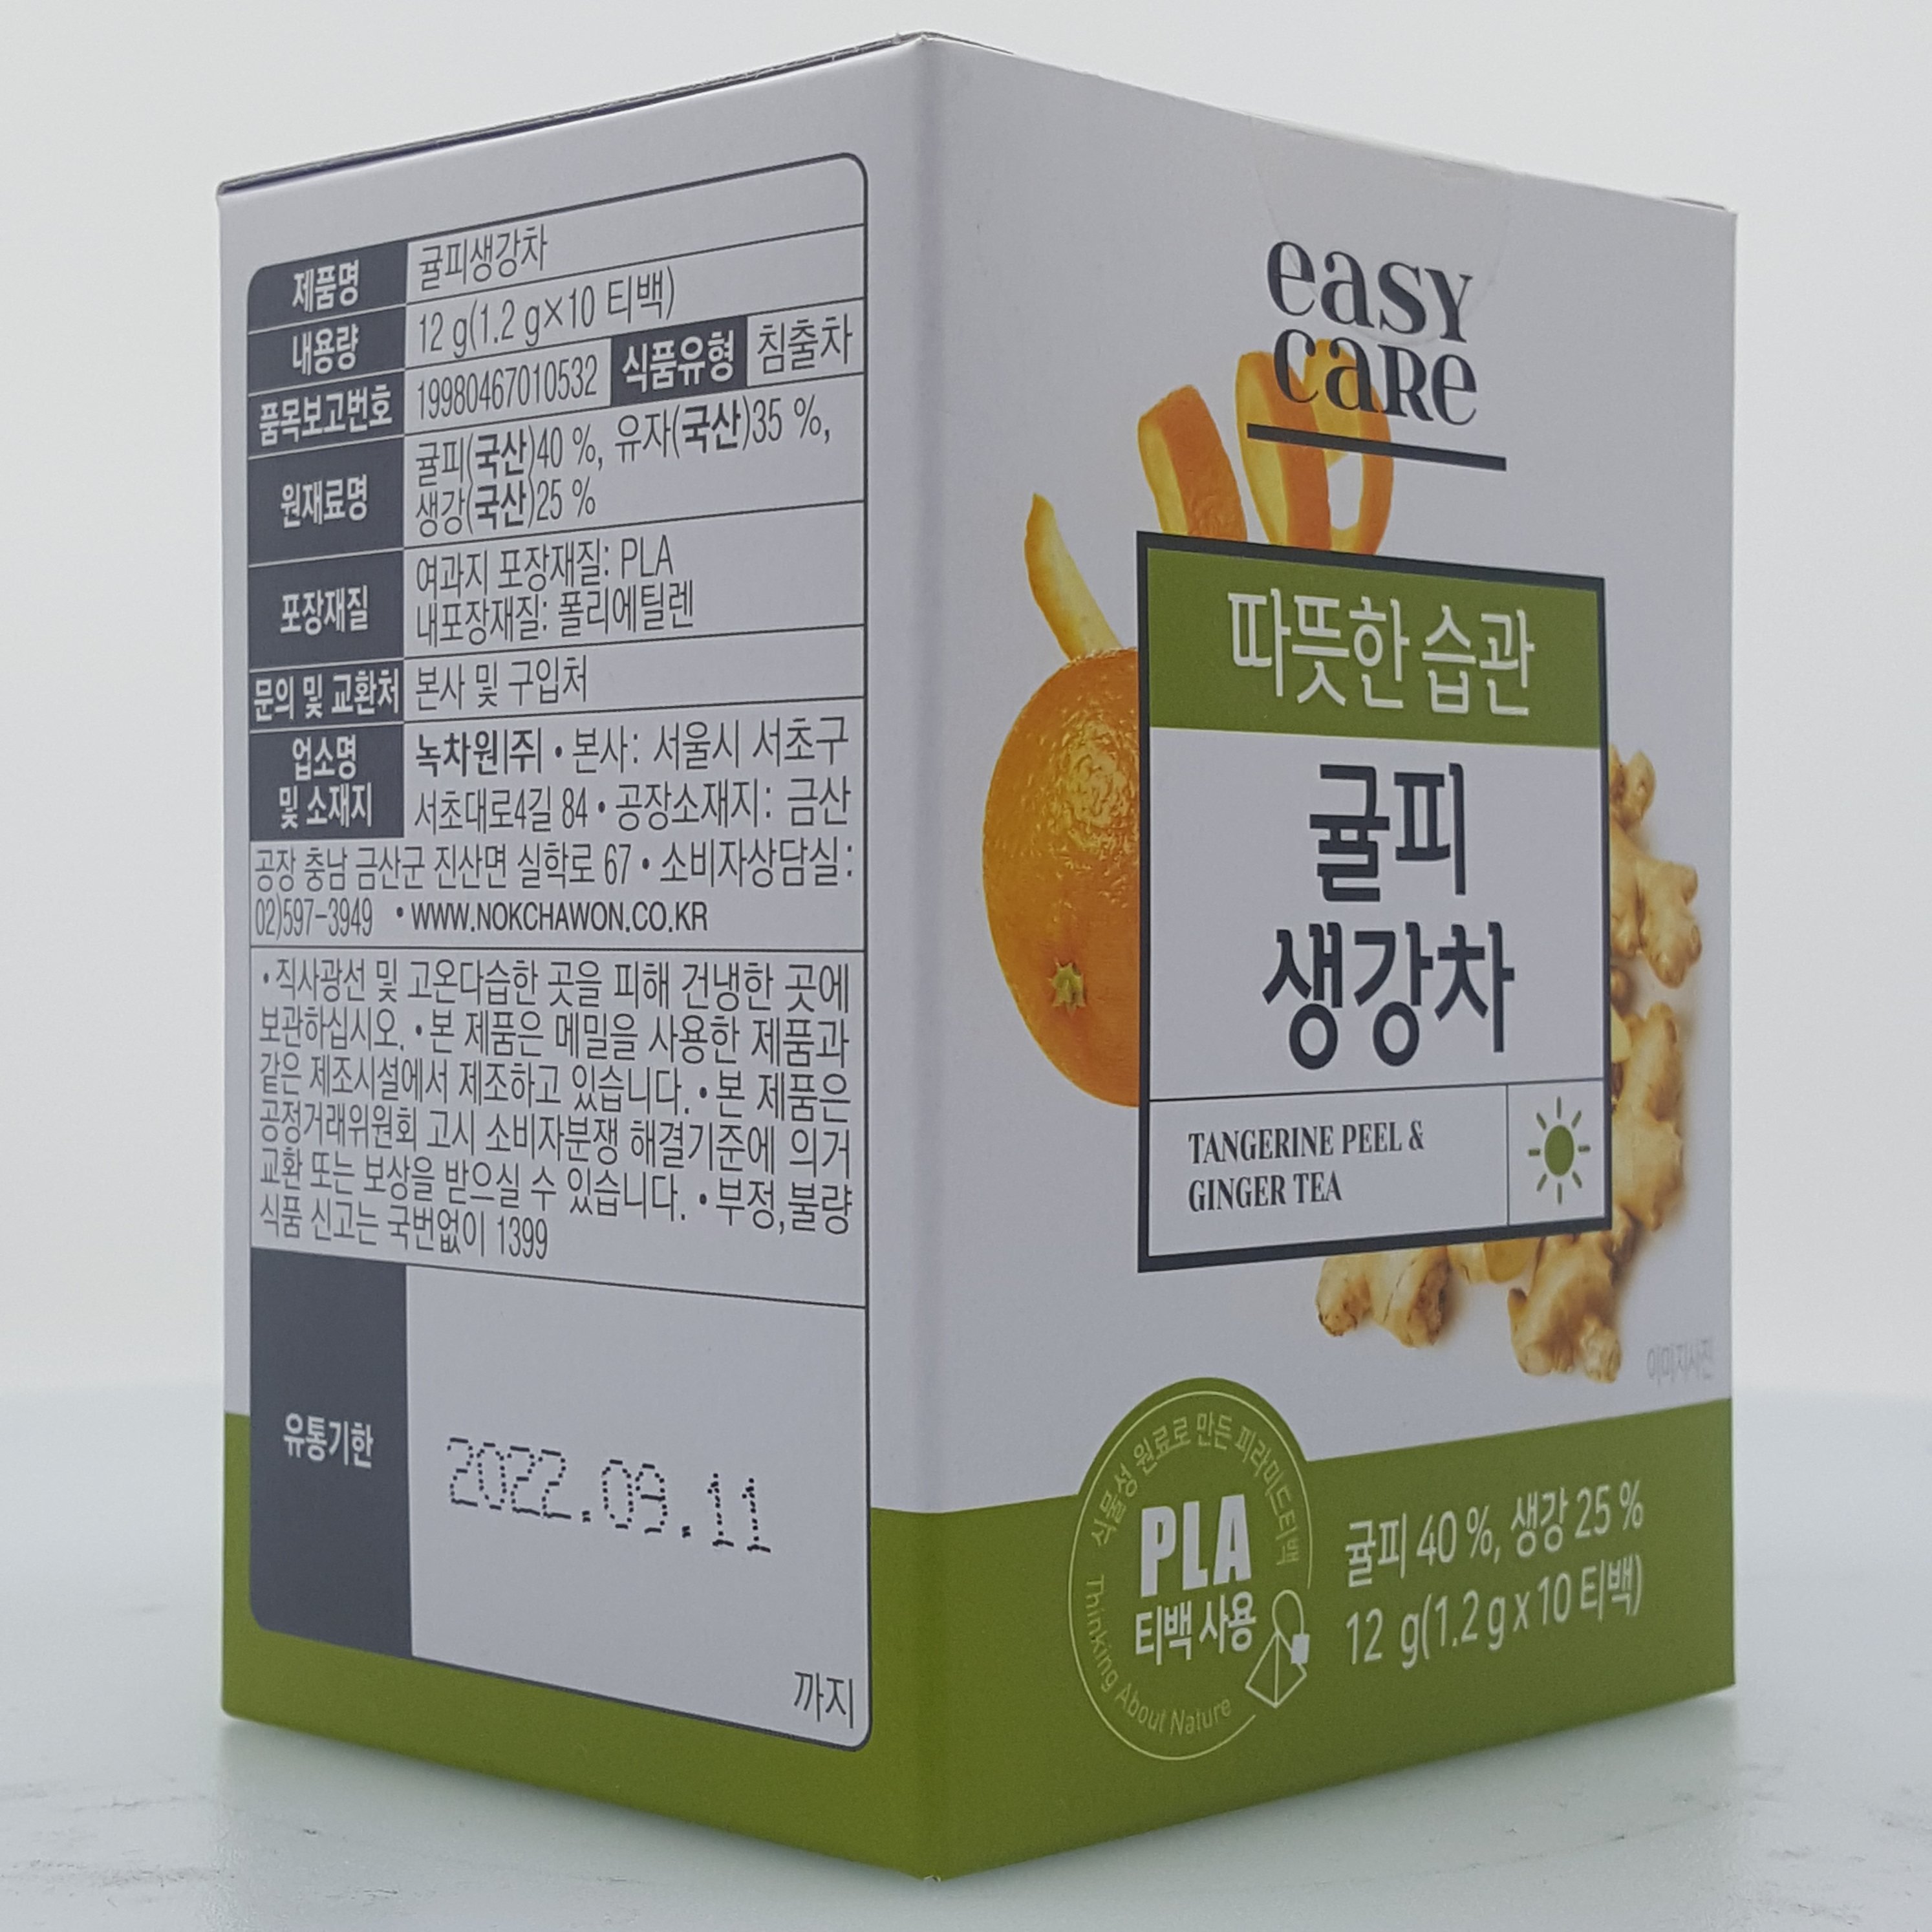 제품명 귤피생강차
내용량 12 g(1.2 g×10 티백)
품목보고번호 19980467010532 식품유형 침출차
원재료명 귤피(국산)40 %, 유자(국산)35 %,
생강(국산)25 %
포장재질 여과지 포장재질: PLA
내포장재질: 폴리에틸렌
문의 및 교환처 본사 및 구입처
업소명
및 소재지
녹차원|주| • 본사: 서울시 서초구
서초대로4길 84 • 공장소재지: 금산
공장 충남 금산군 진산면 실학로 67 • 소비자상담실:
02)597-3949 • WWW.NOKCHAWON.CO.KR
• 직사광선 및 고온다습한 곳을 피해 건냉한 곳에
보관하십시오. • 본 제품은 메밀을 사용한 제품과
같은 제조시설에서 제조하고 있습니다. • 본 제품은
공정거래위원회 고시 소비자분쟁 해결기준에 의거
교환 또는 보상을 받으실 수 있습니다. • 부정,불량
식품 신고는 국번없이 1399
유통기한 2022.09.11
까지
easy
care
따뜻한 습관
귤피
생강차
TANGERINE PEEL &
GINGER TEA
이미지사진
식물성 원료로 만든 피라미드티백
PLA
티백 사용
Thinking About Nature
귤피 40 %, 생강 25 %
12 g(1.2 g x 10 티백)